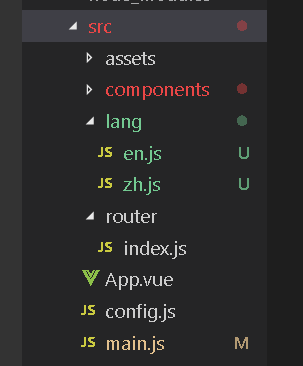 src
assets
components
lang
JS en.js U
JS zh.js U
router
JS index.js
App.vue
JS config.js
JS main.js M